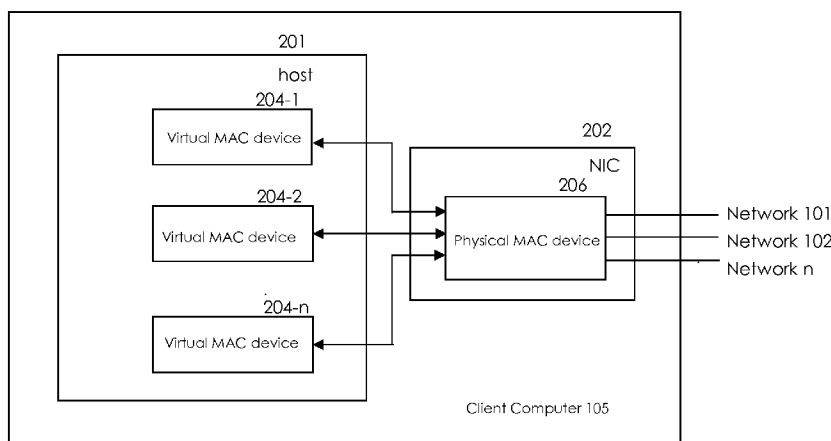 201
host
204-1
Virtual MAC device
204-2
Virtual MAC device
204-n
Virtual MAC device
202
NIC
206
Physical MAC device
Network 101
Network 102
Network n
Client Computer 105